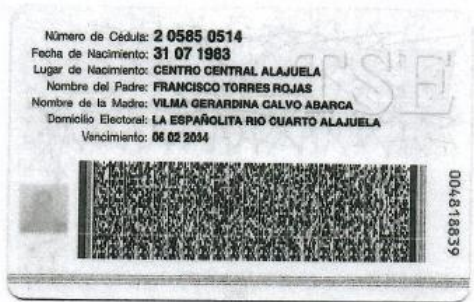 Número de Cédula: 2 0585 0514
Fecha de Nacimiento: 31 07 1983
Lugar de Nacimiento: CENTRO CENTRAL ALAJUELA
Nombre del Padre: FRANCISCO TORRES ROJAS
Nombre de la Madre: VILMA GERARDINA CALVO ABARCA
Domicilio Electoral: LA ESPAÑOLITA RIO CUARTO ALAJUELA
Vencimiento: 06 02 2034
TSE
004818839